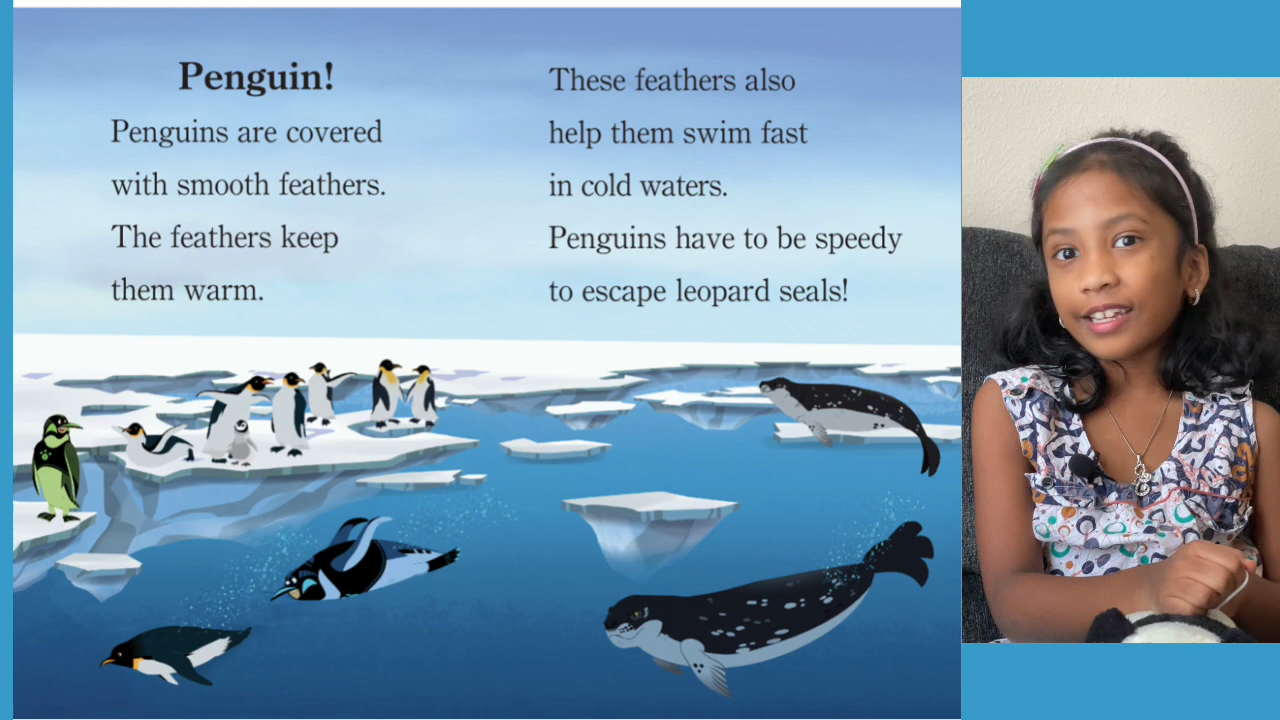 Penguin!
Penguins are covered
with smooth feathers.
The feathers keep
them warm.
These feathers also
help them swim fast
in cold waters.
Penguins have to be speedy
to escape leopard seals!